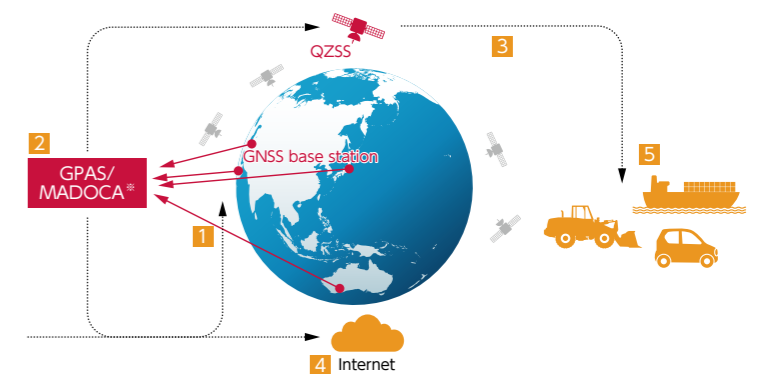 QZSS
3
2
GNSS base station
5
GPAS/
MADOCA※
1
4 Internet